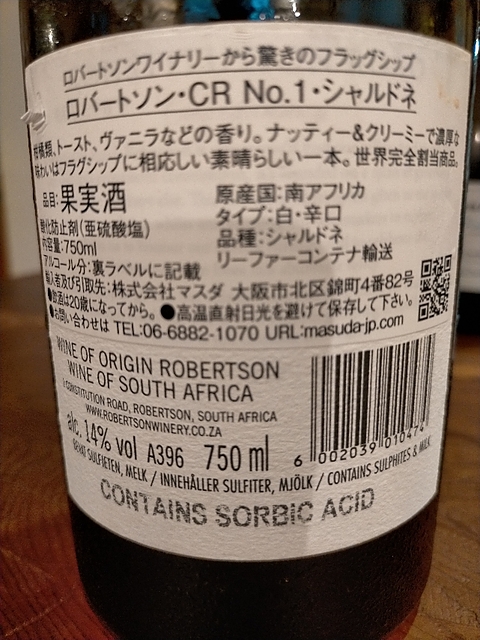 ロバートソンワイナリーから驚きのフラッグシップ
ロバートソン・CR No.1・シャルドネ
柑橘類、トースト、ヴァニラなどの香り。ナッティー&クリーミーで濃厚な
味わいはフラグシップに相応しい素晴らしい一本。世界完全割当商品。
品目:果実酒
酸化防止剤(亜硫酸塩)
内容量:750ml
アルコール分:裏ラベルに記載
原産国:南アフリカ
タイプ:白・辛口
品種:シャルドネ
リーファーコンテナ輸送
輸入者及び引取先:株式会社マスダ 大阪市北区錦町4番82号
●飲酒は20歳になってから。●高温直射日光を避けて保存して下さい。
●お問い合わせは TEL:06-6882-1070 URL:masuda-jp.com
WINE OF ORIGIN ROBERTSON
WINE OF SOUTH AFRICA
CONSTITUTION ROAD, ROBERTSON, SOUTH AFRICA
WWW.ROBERTSONWINERY.CO.ZA
alc. 14% vol A396 750 ml
6 002039 010474
BEVAT SULFIETEN, MELK / INNEHÅLLER SULFITER, MJÖLK / CONTAINS SULPHITES & MILK
CONTAINS SORBIC ACID